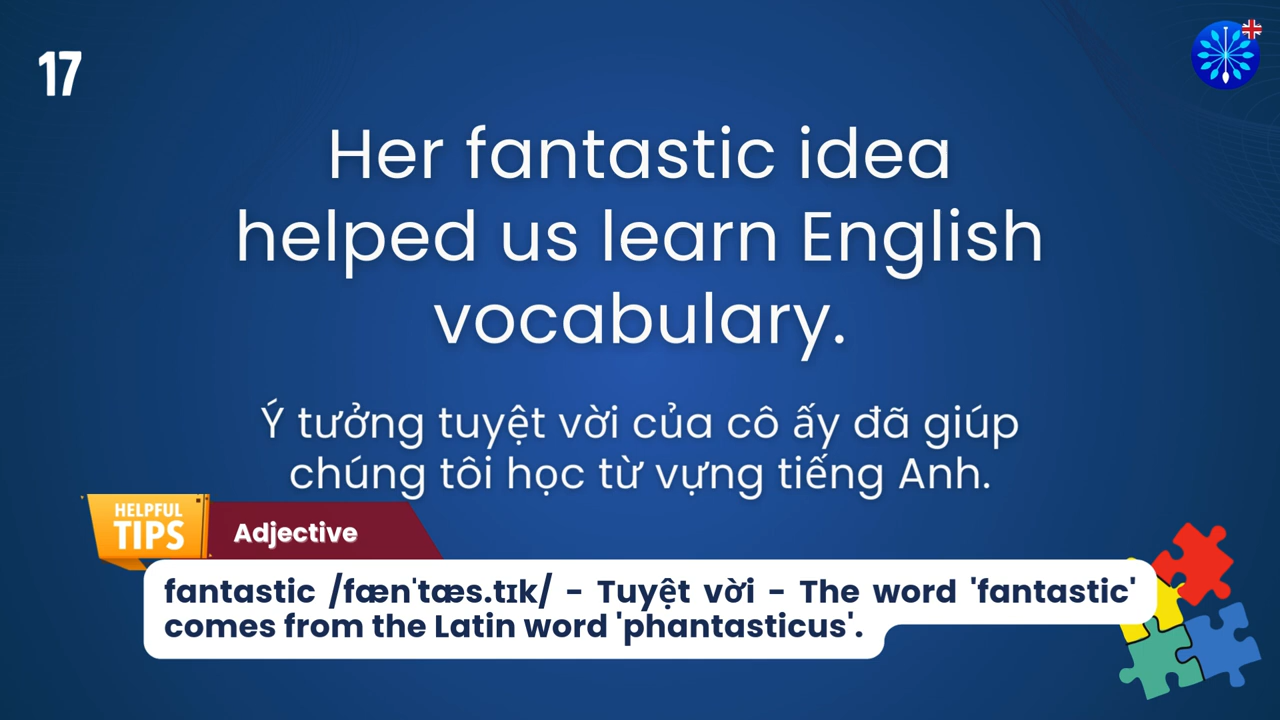 17
Her fantastic idea
helped us learn English
vocabulary.
Ý tưởng tuyệt vời của cô ấy đã giúp
chúng tôi học từ vựng tiếng Anh.
HELPFUL
TIPS
Adjective
fantastic /fænˈtæs.tɪk/ - Tuyệt vời - The word 'fantastic'
comes from the Latin word 'phantasticus'.